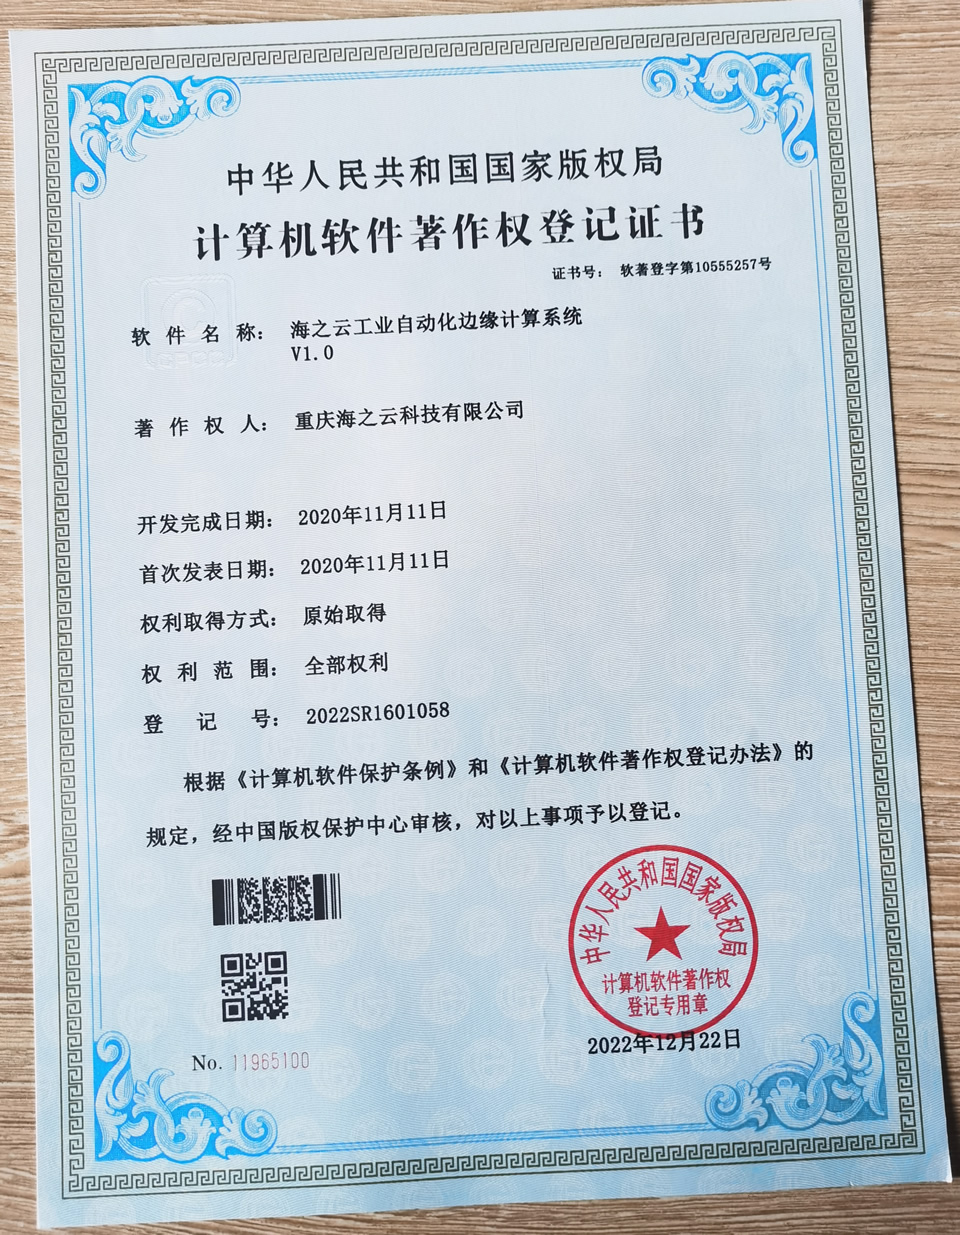 中华人民共和国国家版权局
计算机软件著作权登记证书
证书号： 软著登字第10555257号
软件名称： 海之云工业自动化边缘计算系统
V1.0
著作权人： 重庆海之云科技有限公司
开发完成日期： 2020年11月11日
首次发表日期： 2020年11月11日
权利取得方式： 原始取得
权利范围： 全部权利
登记号： 2022SR1601058
根据《计算机软件保护条例》和《计算机软件著作权登记办法》的
规定，经中国版权保护中心审核，对以上事项予以登记。
中华人民共和国国家版权局
计算机软件著作权
登记专用章
No. 11965100
2022年12月22日